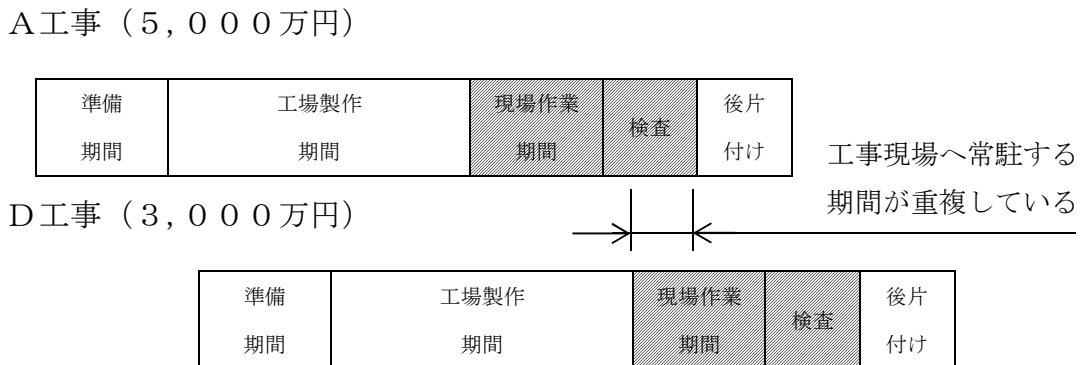 A工事（５,０００万円）
準備 工場製作 現場作業 検査 後片
期間 期間 期間 付け
工事現場へ常駐する
期間が重複している
D工事（３,０００万円）
準備 工場製作 現場作業 検査 後片
期間 期間 期間 付け